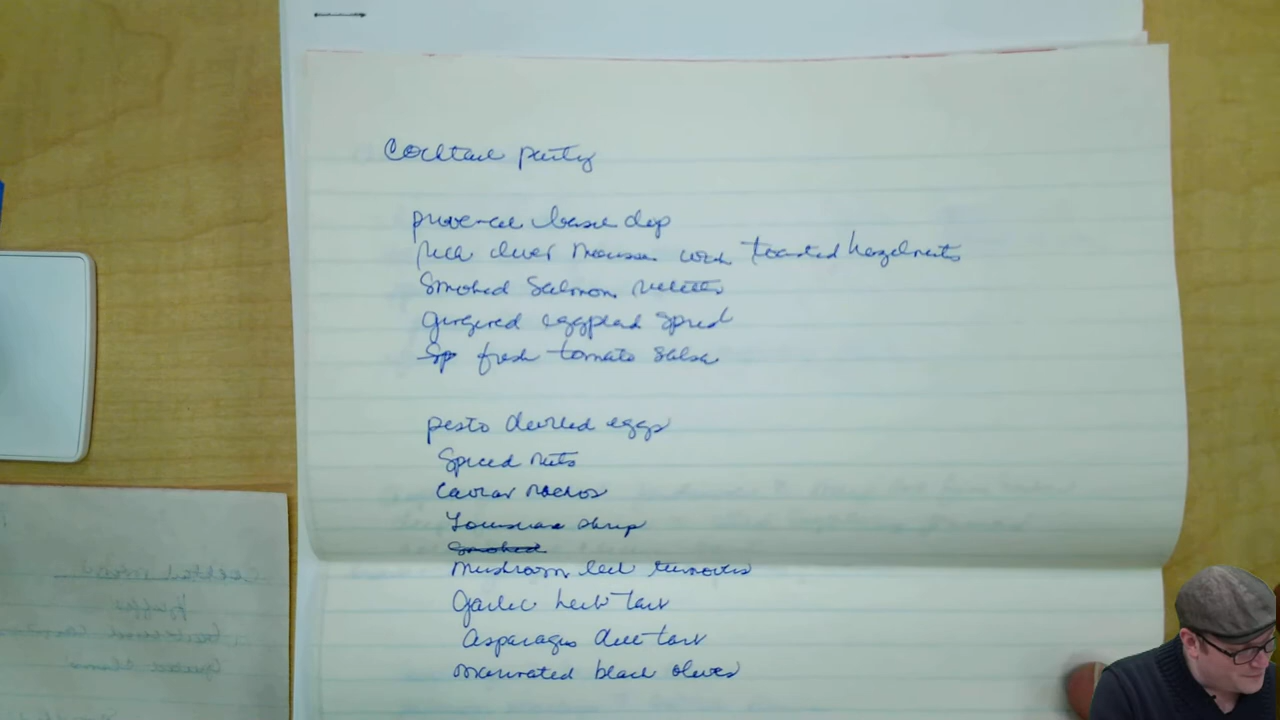 Cocktail party
provencal basil dip
liver mousse with toasted hazelnuts
Smoked Salmon rillettes
gingered eggplant spread
Sp fresh tomato salsa
pesto deviled eggs
Spiced nuts
Caviar nachos
Louisiana shrimp
Smoked
mushroom leek turnovers
Garlic herb tart
Asparagus dill tart
marinated black olives